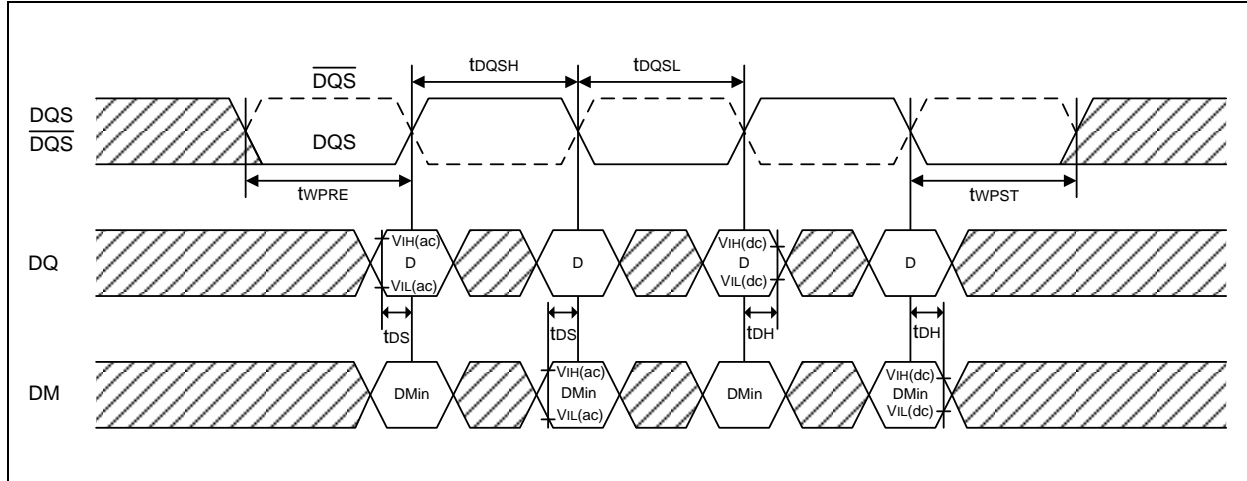 DQS
tDQSH
tDQSL
DQS
DQS
DQS
tWPRE
tWPST
DQ
VIH(ac)
D
VIL(ac)
D
VIH(dc)
D
VIL(dc)
D
tDS
tDS
tDH
tDH
DM
DMin
VIH(ac)
DMin
VIL(ac)
DMin
VIH(dc)
DMin
VIL(dc)